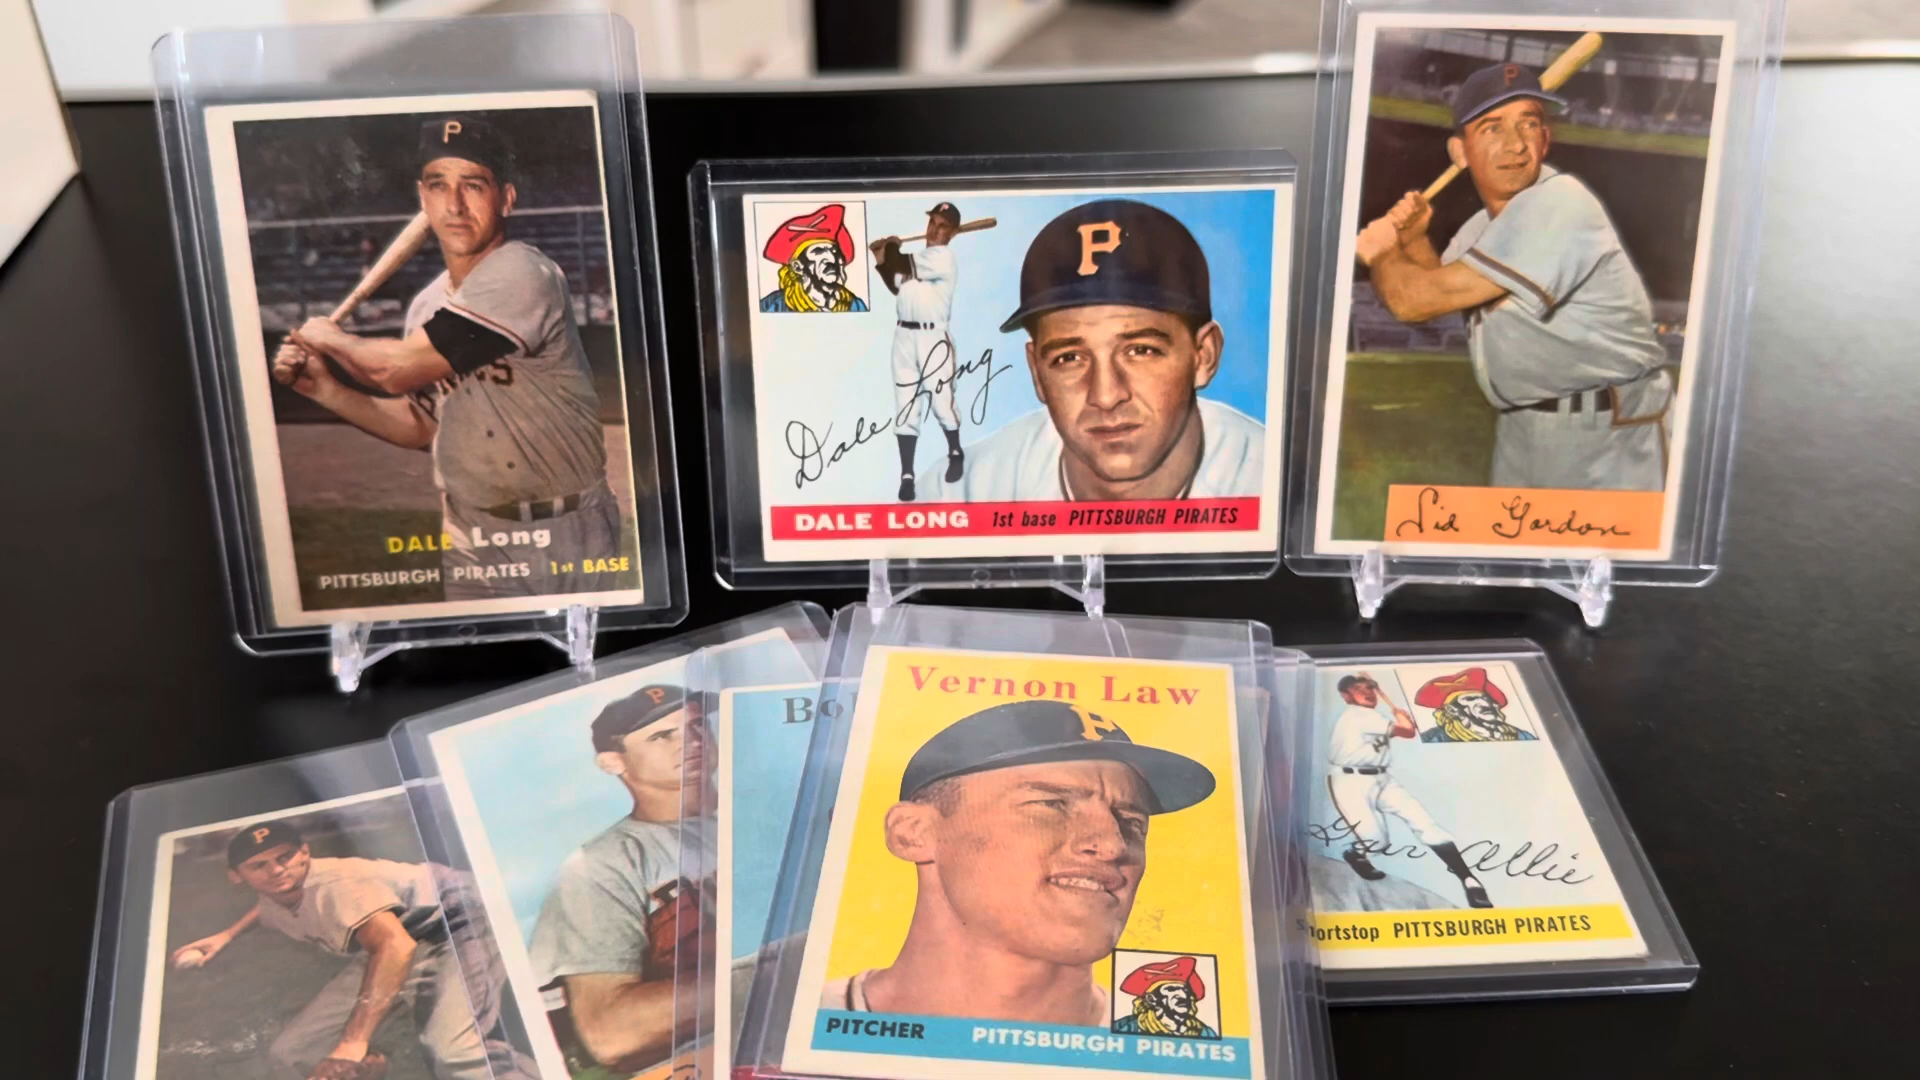 P
DALE Long
PITTSBURGH PIRATES 1st BASE
P
Dale Long
DALE LONG 1st base PITTSBURGH PIRATES
P
Sid Gordon
P
P
Vernon Law
P
PITCHER PITTSBURGH PIRATES
Gair Allie
PITTSBURGH PIRATES